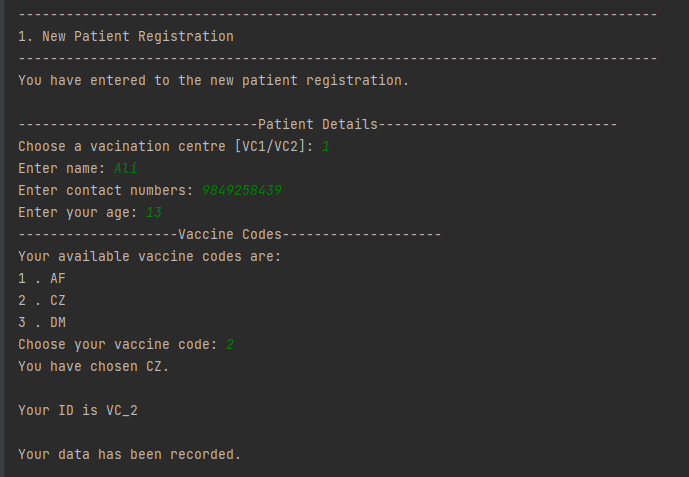 --------------------------------------------------------------------------------
1. New Patient Registration
--------------------------------------------------------------------------------
You have entered to the new patient registration.
------------------------------Patient Details------------------------------
Choose a vacination centre [VC1/VC2]: 1
Enter name: Ali
Enter contact numbers: 9849258439
Enter your age: 13
--------------------Vaccine Codes--------------------
Your available vaccine codes are:
1 . AF
2 . CZ
3 . DM
Choose your vaccine code: 2
You have chosen CZ.
Your ID is VC_2
Your data has been recorded.